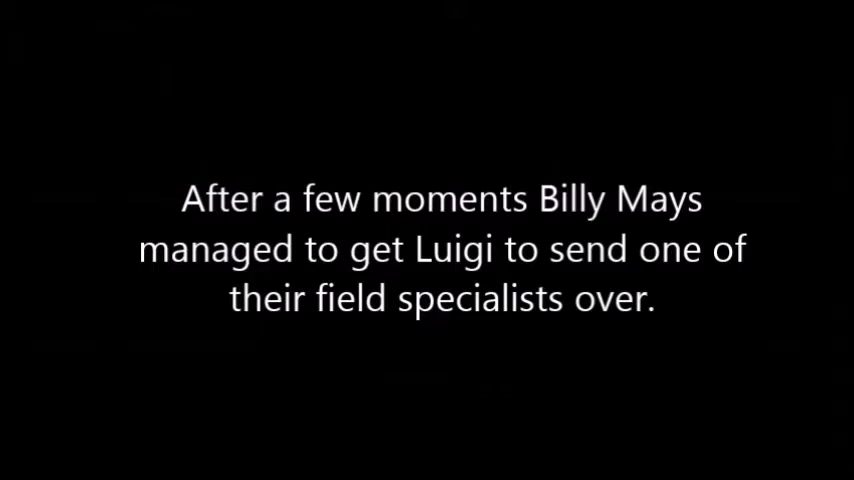 After a few moments Billy Mays
managed to get Luigi to send one of
their field specialists over.